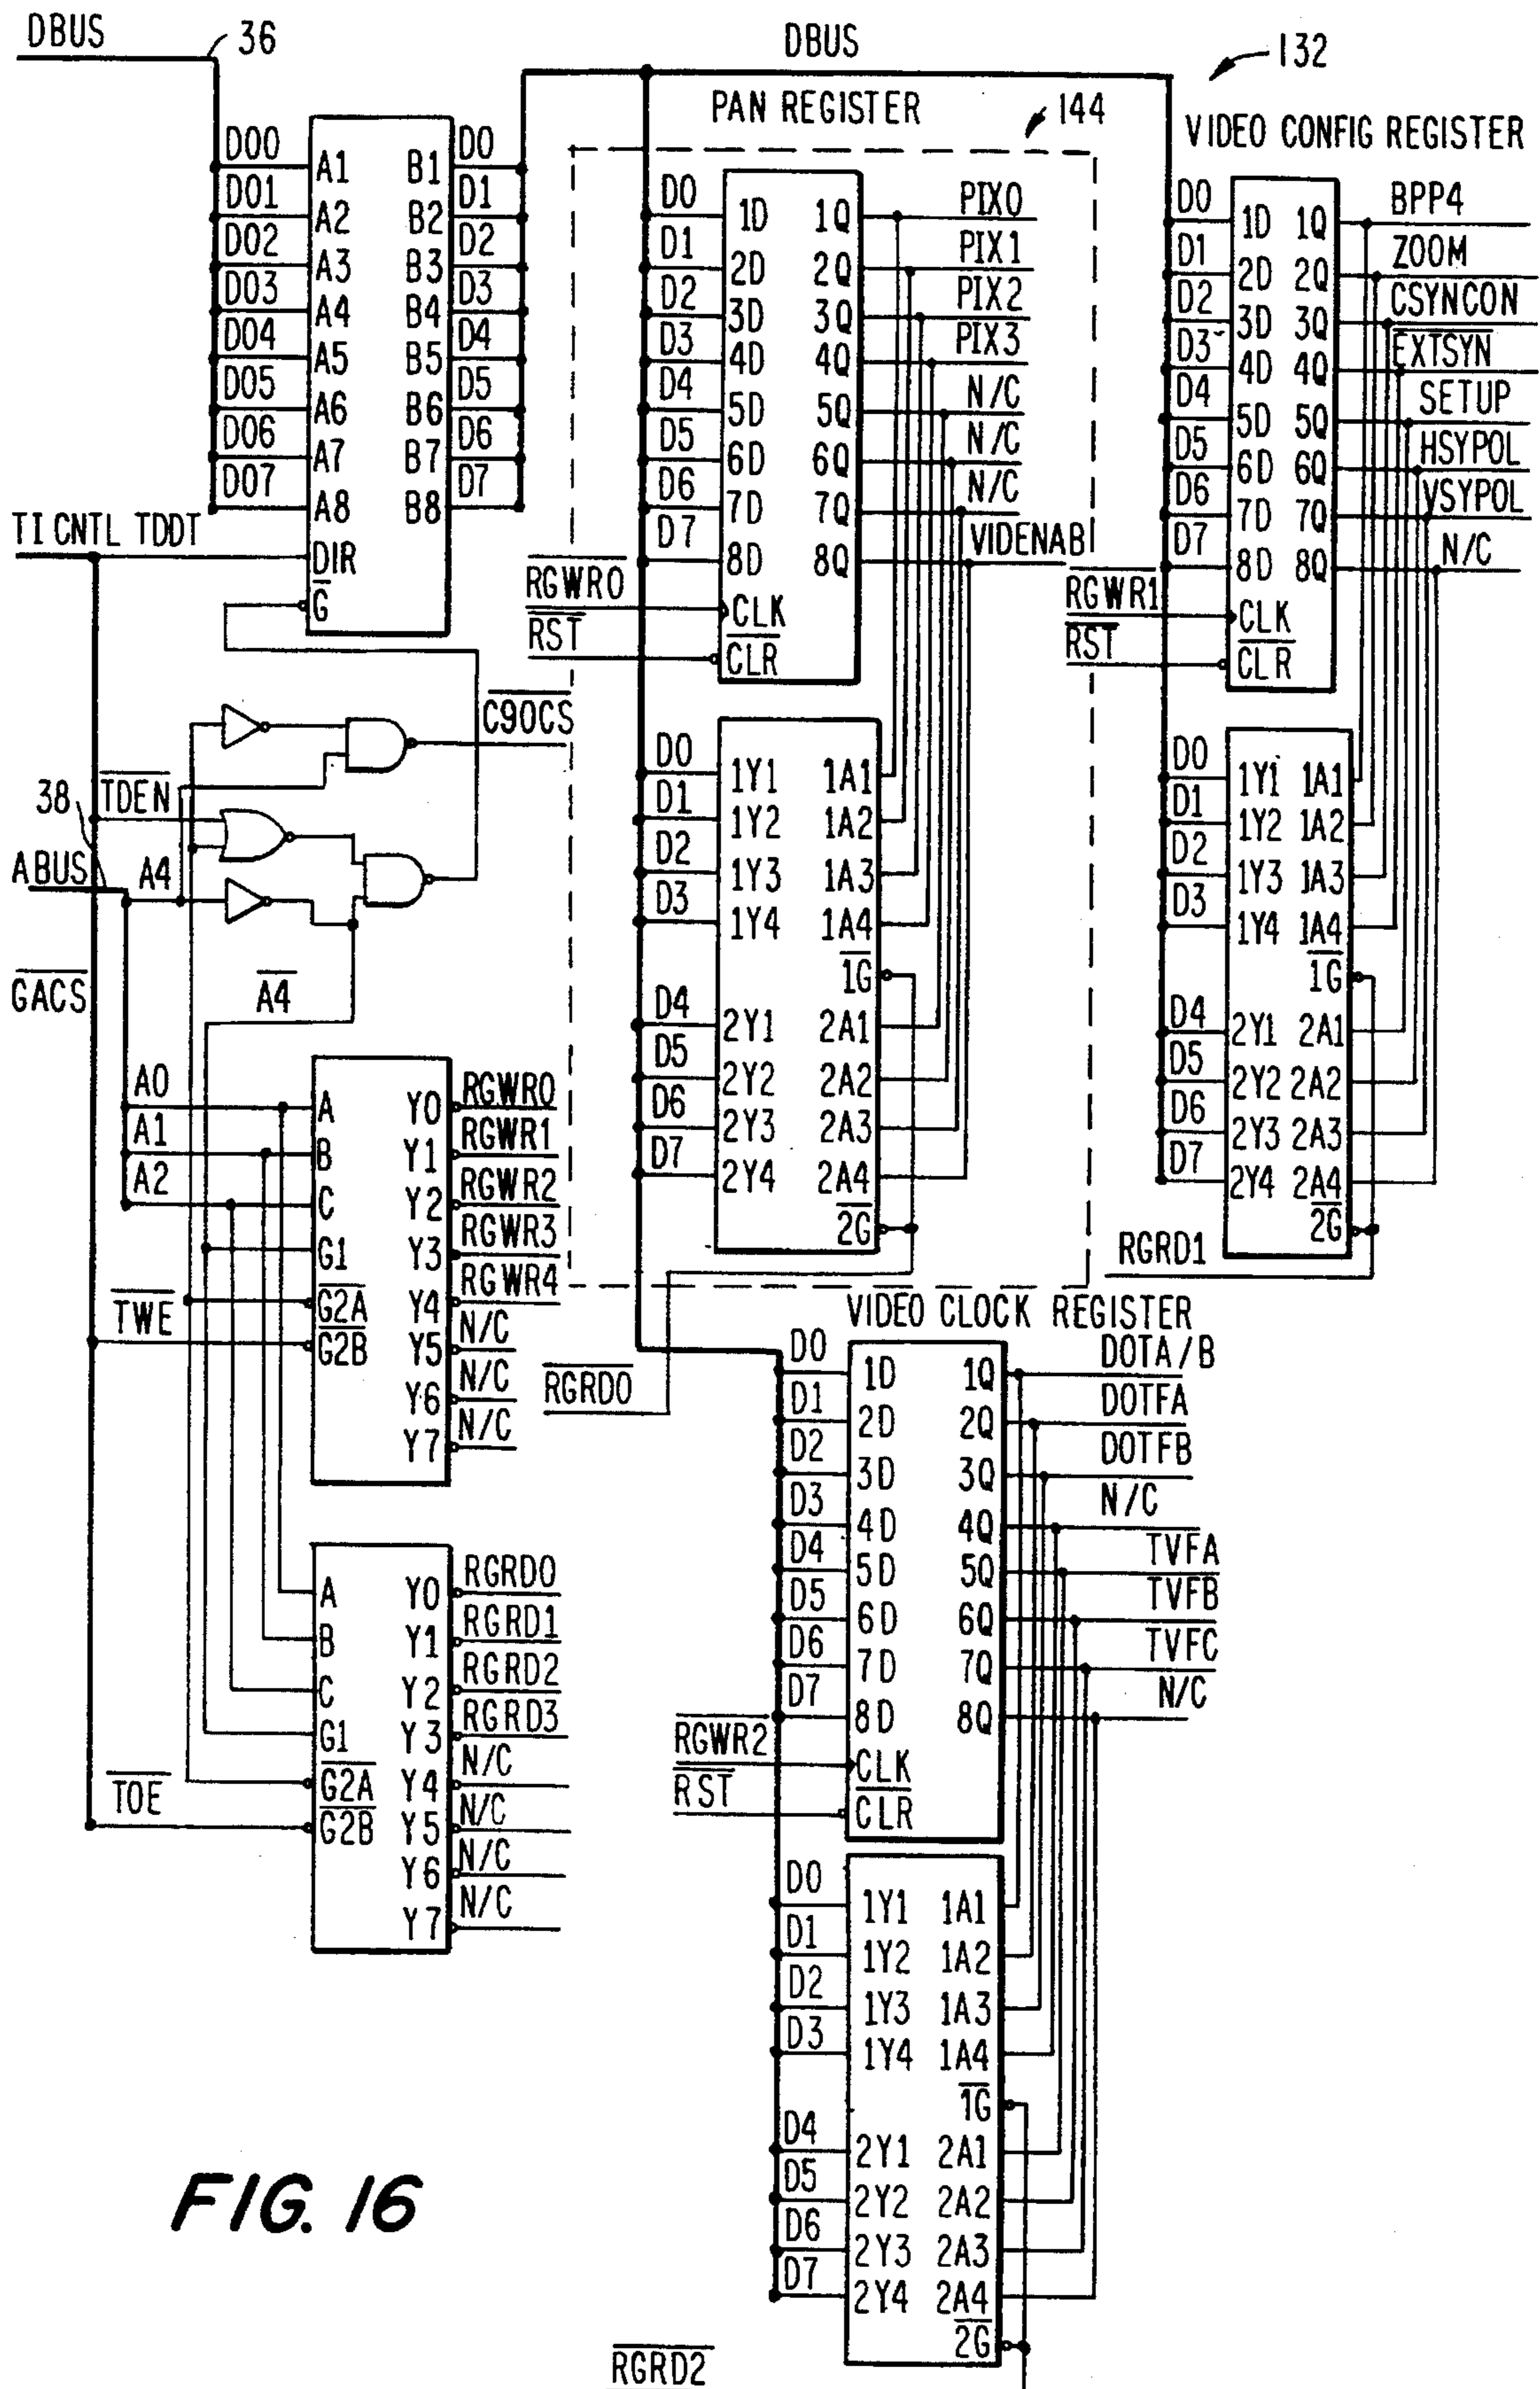 DBUS
36
DBUS
132
PAN REGISTER
144
VIDEO CONFIG REGISTER
D00 A1 B1 D0
D01 A2 B2 D1
D02 A3 B3 D2
D03 A4 B4 D3
D04 A5 B5 D4
D05 A6 B6 D5
D06 A7 B7 D6
D07 A8 B8 D7
TI CNTL TDDT
DIR
G
D0 1D 1Q PIX0
D1 2D 2Q PIX1
D2 3D 3Q PIX2
D3 4D 4Q PIX3
D4 5D 5Q N/C
D5 6D 6Q N/C
D6 7D 7Q N/C
D7 8D 8Q VIDENAB
RGWR0 CLK
RST CLR
D0 1D 1Q BPP4
D1 2D 2Q ZOOM
D2 3D 3Q CSYNCON
D3 4D 4Q EXTSYN
D4 5D 5Q SETUP
D5 6D 6Q HSYPOL
D6 7D 7Q VSYPOL
D7 8D 8Q N/C
RGWR1 CLK
RST CLR
C90CS
TDEN
38
ABUS
A4
GACS
A4
D0 1Y1 1A1
D1 1Y2 1A2
D2 1Y3 1A3
D3 1Y4 1A4
1G
D4 2Y1 2A1
D5 2Y2 2A2
D6 2Y3 2A3
D7 2Y4 2A4
2G
RGRD0
D0 1Y1 1A1
D1 1Y2 1A2
D2 1Y3 1A3
D3 1Y4 1A4
1G
D4 2Y1 2A1
D5 2Y2 2A2
D6 2Y3 2A3
D7 2Y4 2A4
2G
RGRD1
A0 A Y0 RGWR0
A1 B Y1 RGWR1
A2 C Y2 RGWR2
G1 Y3 RGWR3
TWE G2A Y4 RGWR4
G2B Y5 N/C
Y6 N/C
Y7 N/C
A Y0 RGRD0
B Y1 RGRD1
C Y2 RGRD2
G1 Y3 RGRD3
TOE G2A Y4 N/C
G2B Y5 N/C
Y6 N/C
Y7 N/C
VIDEO CLOCK REGISTER
D0 1D 1Q DOTA/B
D1 2D 2Q DOTFA
D2 3D 3Q DOTFB
D3 4D 4Q N/C
D4 5D 5Q TVFA
D5 6D 6Q TVFB
D6 7D 7Q TVFC
D7 8D 8Q N/C
RGWR2 CLK
RST CLR
D0 1Y1 1A1
D1 1Y2 1A2
D2 1Y3 1A3
D3 1Y4 1A4
1G
D4 2Y1 2A1
D5 2Y2 2A2
D6 2Y3 2A3
D7 2Y4 2A4
2G
RGRD2
FIG. 16